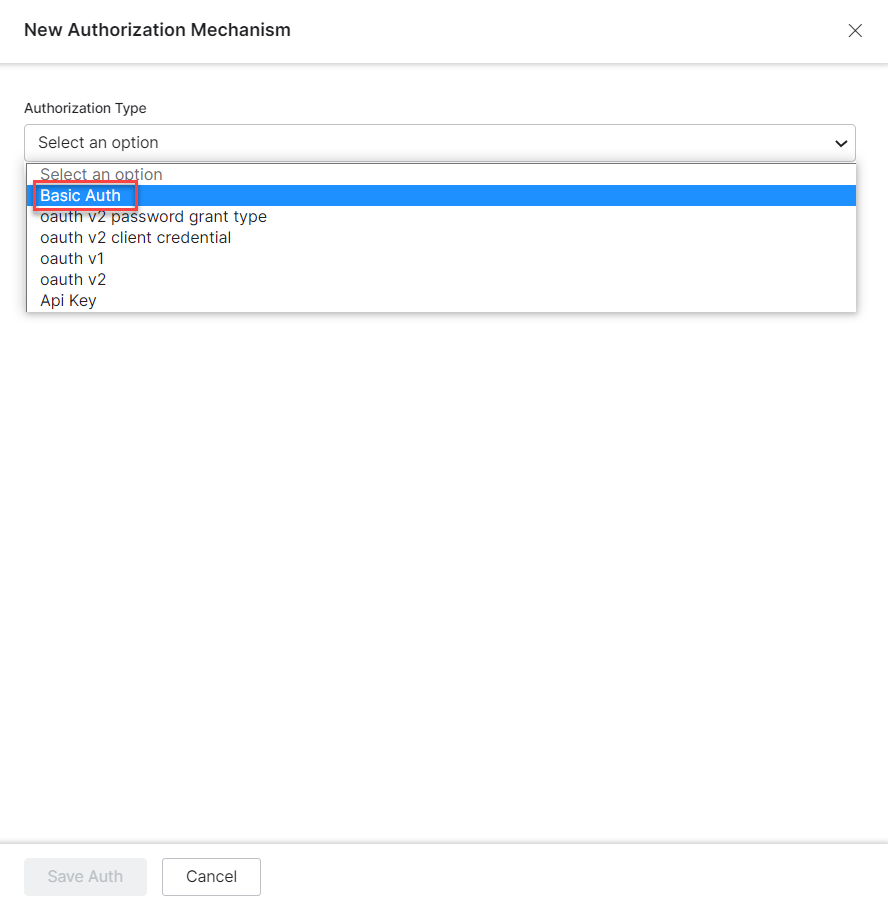 New Authorization Mechanism
Authorization Type
Select an option
Select an option
Basic Auth
oauth v2 password grant type
oauth v2 client credential
oauth v1
oauth v2
Api Key
Save Auth
Cancel